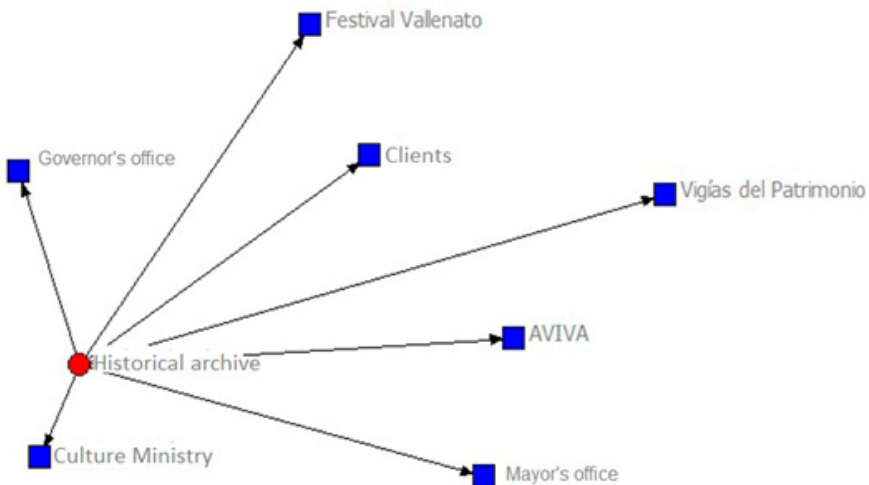 Festival Vallenato
Governor's office
Clients
Vigías del Patrimonio
AVIVA
Historical archive
Culture Ministry
Mayor's office